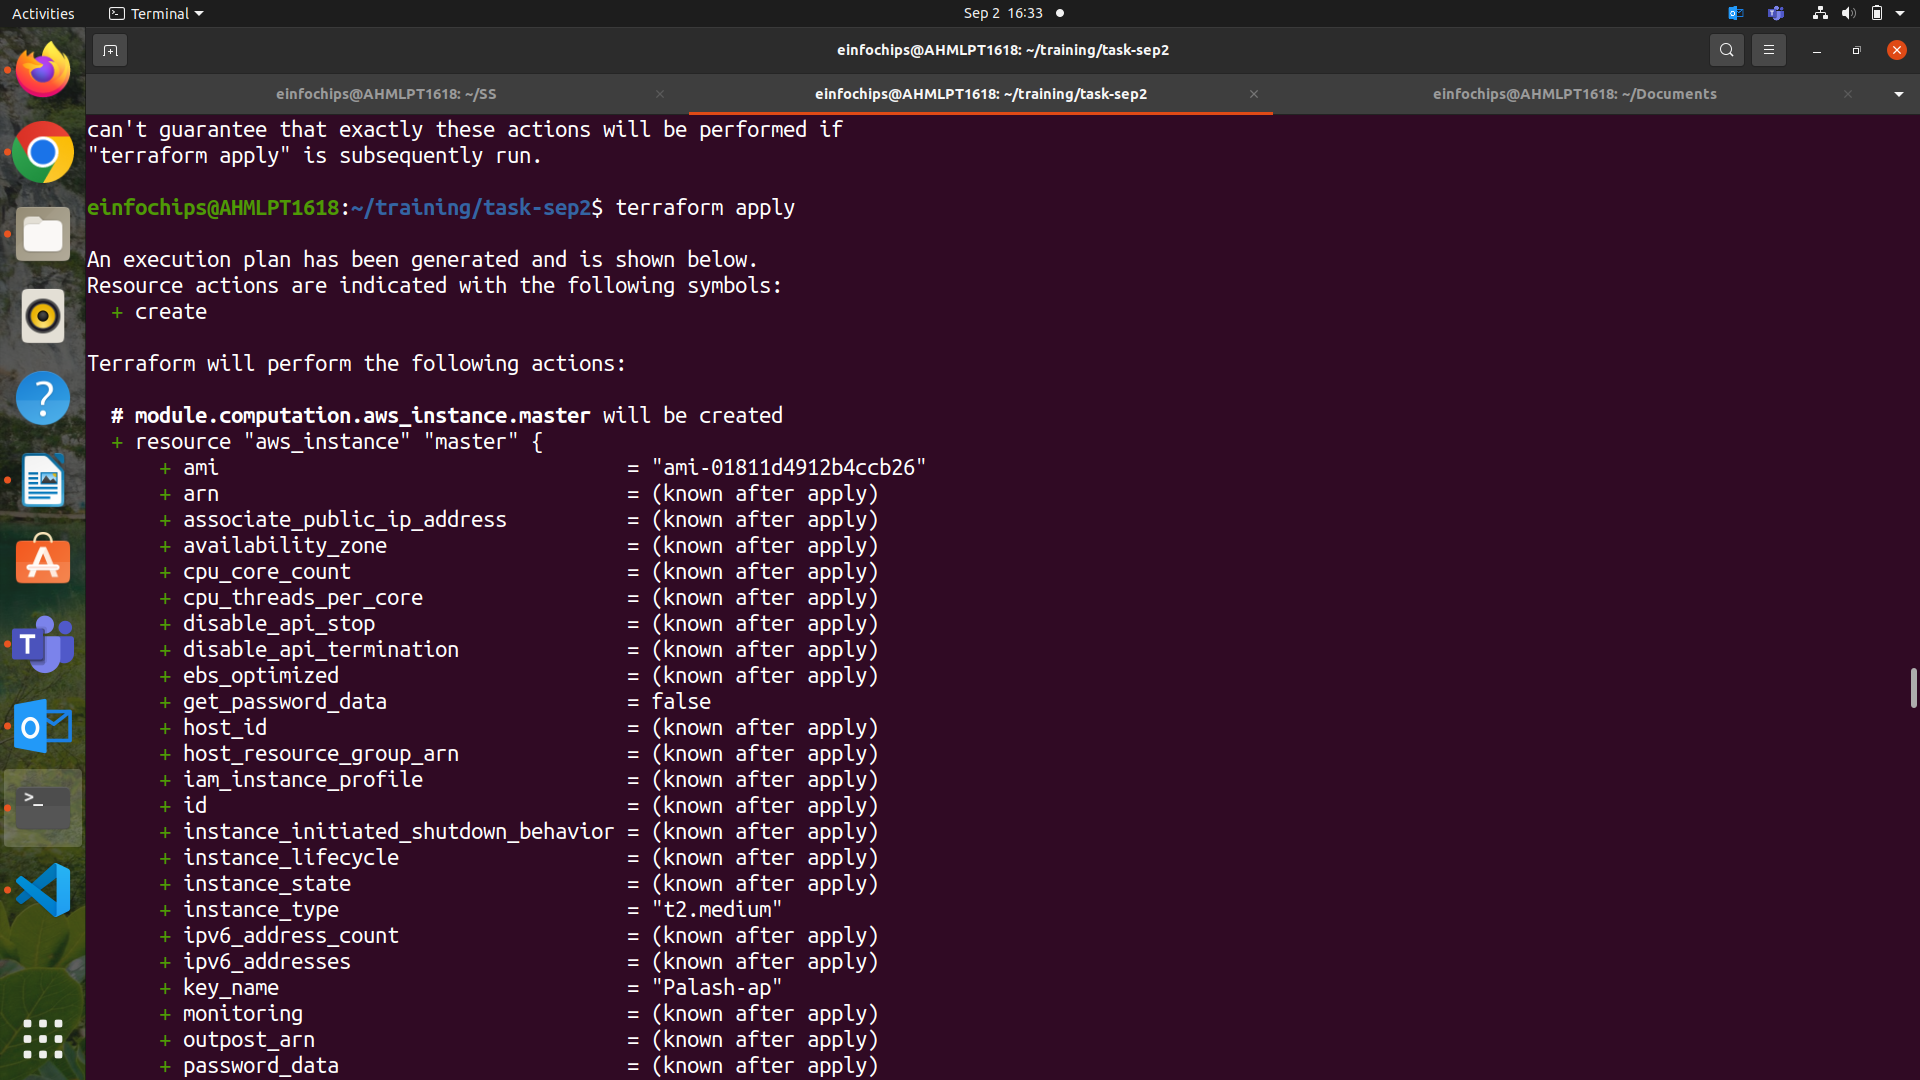 Activities Terminal Sep 2 16:33
einfochips@AHMLPT1618: ~/training/task-sep2
einfochips@AHMLPT1618: ~/SS einfochips@AHMLPT1618: ~/training/task-sep2 einfochips@AHMLPT1618: ~/Documents
can't guarantee that exactly these actions will be performed if
"terraform apply" is subsequently run.
einfochips@AHMLPT1618:~/training/task-sep2$ terraform apply
An execution plan has been generated and is shown below.
Resource actions are indicated with the following symbols:
+ create
Terraform will perform the following actions:
# module.computation.aws_instance.master will be created
+ resource "aws_instance" "master" {
+ ami = "ami-01811d4912b4ccb26"
+ arn = (known after apply)
+ associate_public_ip_address = (known after apply)
+ availability_zone = (known after apply)
+ cpu_core_count = (known after apply)
+ cpu_threads_per_core = (known after apply)
+ disable_api_stop = (known after apply)
+ disable_api_termination = (known after apply)
+ ebs_optimized = (known after apply)
+ get_password_data = false
+ host_id = (known after apply)
+ host_resource_group_arn = (known after apply)
+ iam_instance_profile = (known after apply)
+ id = (known after apply)
+ instance_initiated_shutdown_behavior = (known after apply)
+ instance_lifecycle = (known after apply)
+ instance_state = (known after apply)
+ instance_type = "t2.medium"
+ ipv6_address_count = (known after apply)
+ ipv6_addresses = (known after apply)
+ key_name = "Palash-ap"
+ monitoring = (known after apply)
+ outpost_arn = (known after apply)
+ password_data = (known after apply)